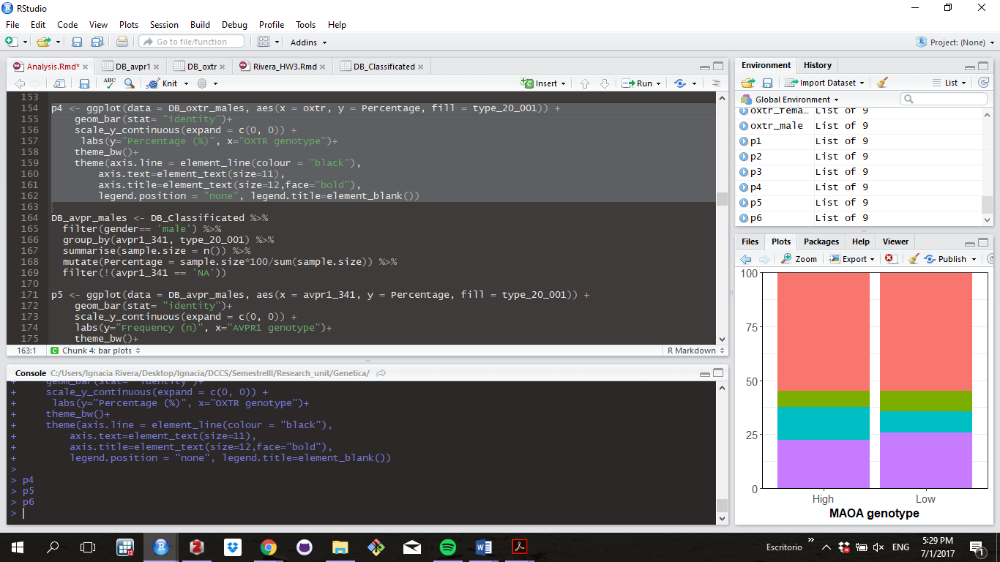 RStudio
File Edit Code View Plots Session Build Debug Profile Tools Help
Go to file/function Addins Project: (None)
Analysis.Rmd* DB_avpr1 DB_oxtr Rivera_HW3.Rmd DB_Classificated
ABC Knit Insert Run
153
154 p4 <- ggplot(data = DB_oxtr_males, aes(x = oxtr, y = Percentage, fill = type_20_001)) +
155 geom_bar(stat= "identity")+
156 scale_y_continuous(expand = c(0, 0)) +
157 labs(y="Percentage (%)", x="OXTR genotype")+
158 theme_bw()+
159 theme(axis.line = element_line(colour = "black"),
160 axis.text=element_text(size=11),
161 axis.title=element_text(size=12,face="bold"),
162 legend.position = "none", legend.title=element_blank())
163
164 DB_avpr_males <- DB_Classificated %>%
165 filter(gender== 'male') %>%
166 group_by(avpr1_341, type_20_001) %>%
167 summarise(sample.size = n()) %>%
168 mutate(Percentage = sample.size*100/sum(sample.size)) %>%
169 filter(!(avpr1_341 == 'NA'))
170
171 p5 <- ggplot(data = DB_avpr_males, aes(x = avpr1_341, y = Percentage, fill = type_20_001)) +
172 geom_bar(stat= "identity")+
173 scale_y_continuous(expand = c(0, 0)) +
174 labs(y="Frequency (n)", x="AVPR1 genotype")+
175 theme_bw()+
163:1 C Chunk 4: bar plots R Markdown
Console C:/Users/Ignacia Rivera/Desktop/Ignacia/DCCS/SemestreIII/Research_unit/Genetica/
+ geom_bar(stat= "identity")+
+ scale_y_continuous(expand = c(0, 0)) +
+ labs(y="Percentage (%)", x="OXTR genotype")+
+ theme_bw()+
+ theme(axis.line = element_line(colour = "black"),
+ axis.text=element_text(size=11),
+ axis.title=element_text(size=12,face="bold"),
+ legend.position = "none", legend.title=element_blank())
>
> p4
> p5
> p6
>
Environment History
Import Dataset List
Global Environment
oxtr_fema... List of 9
oxtr_male List of 9
p1 List of 9
p2 List of 9
p3 List of 9
p4 List of 9
p5 List of 9
p6 List of 9
Files Plots Packages Help Viewer
Zoom Export Publish
100
75
50
25
0
High Low
MAOA genotype
12 Escritorio » ENG 5:29 PM
7/1/2017 1